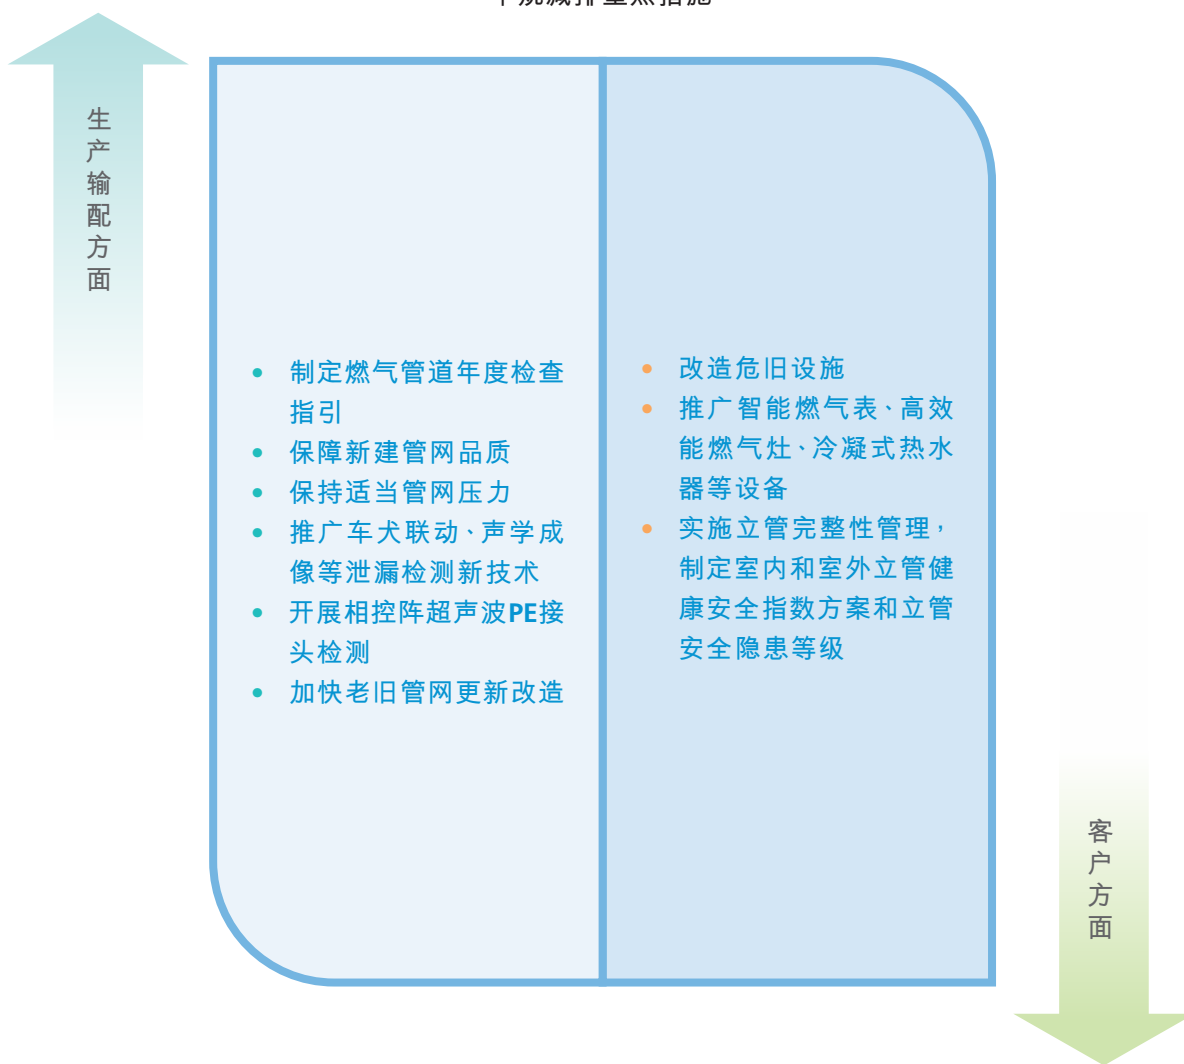 生产输配方面
• 制定燃气管道年度检查
指引
• 保障新建管网品质
• 保持适当管网压力
• 推广车犬联动、声学成
像等泄漏检测新技术
• 开展相控阵超声波PE接
头检测
• 加快老旧管网更新改造
• 改造危旧设施
• 推广智能燃气表、高效
能燃气灶、冷凝式热水
器等设备
• 实施立管完整性管理，
制定室内和室外立管健
康安全指数方案和立管
安全隐患等级
客户方面